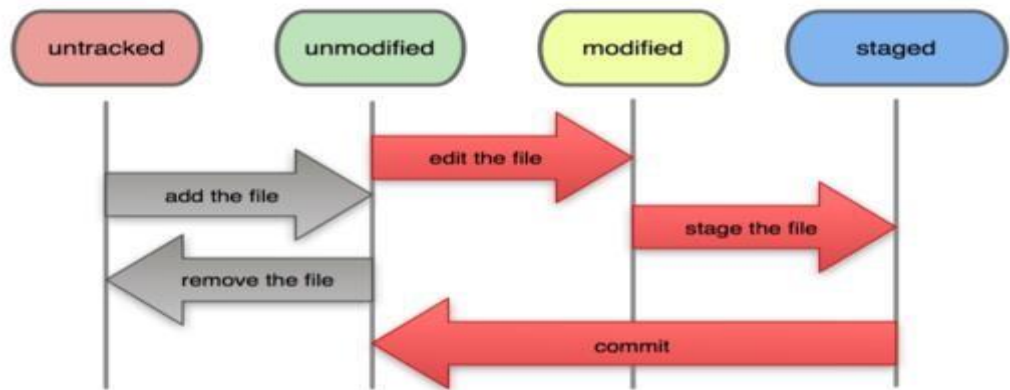 untracked
unmodified
modified
staged
edit the file
add the file
stage the file
remove the file
commit